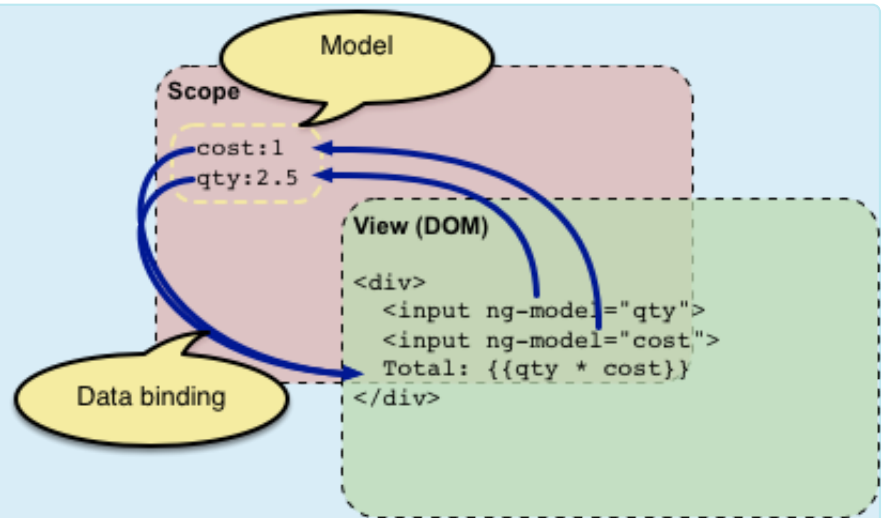 Model
Scope
cost:1
qty:2.5
View (DOM)
<div>
<input ng-model="qty">
<input ng-model="cost">
Total: {{qty * cost}}
</div>
Data binding